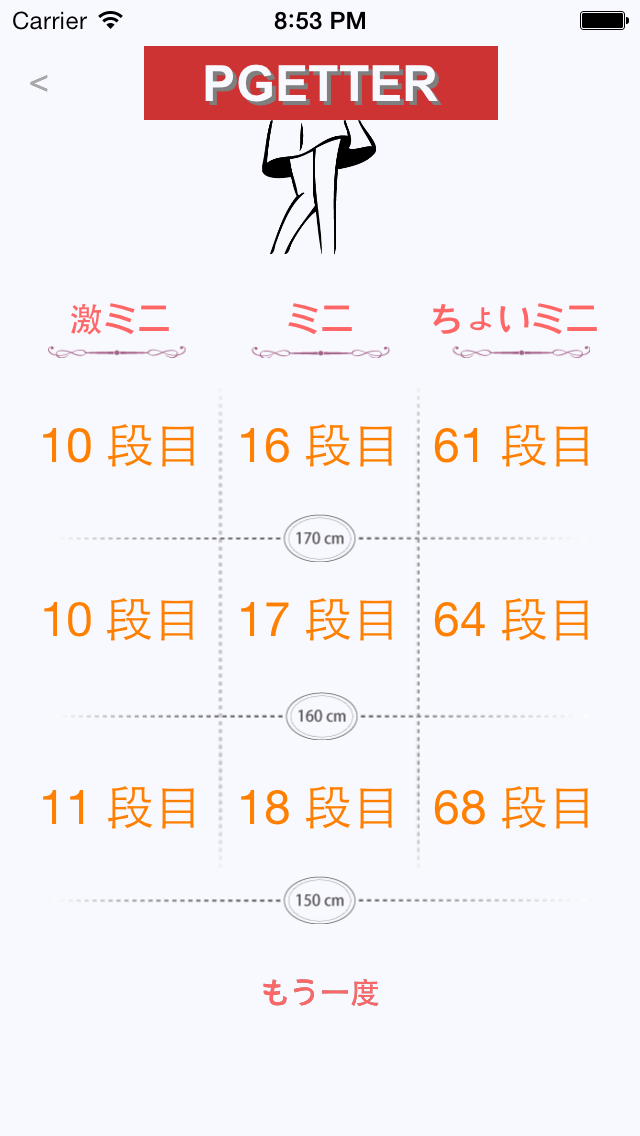 Carrier 8:53 PM
<
PGETTER
激ミニ ミニ ちょいミニ
10 段目 16 段目 61 段目
170 cm
10 段目 17 段目 64 段目
160 cm
11 段目 18 段目 68 段目
150 cm
もう一度